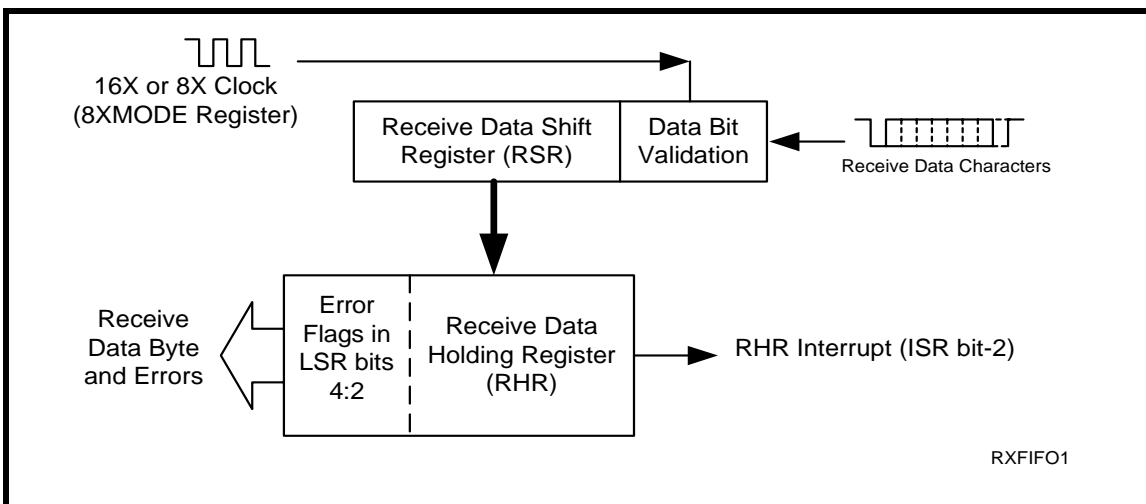 16X or 8X Clock
(8XMODE Register)
Receive Data Shift
Register (RSR)
Data Bit
Validation
Receive Data Characters
Receive
Data Byte
and Errors
Error
Flags in
LSR bits
4:2
Receive Data
Holding Register
(RHR)
RHR Interrupt (ISR bit-2)
RXFIFO1